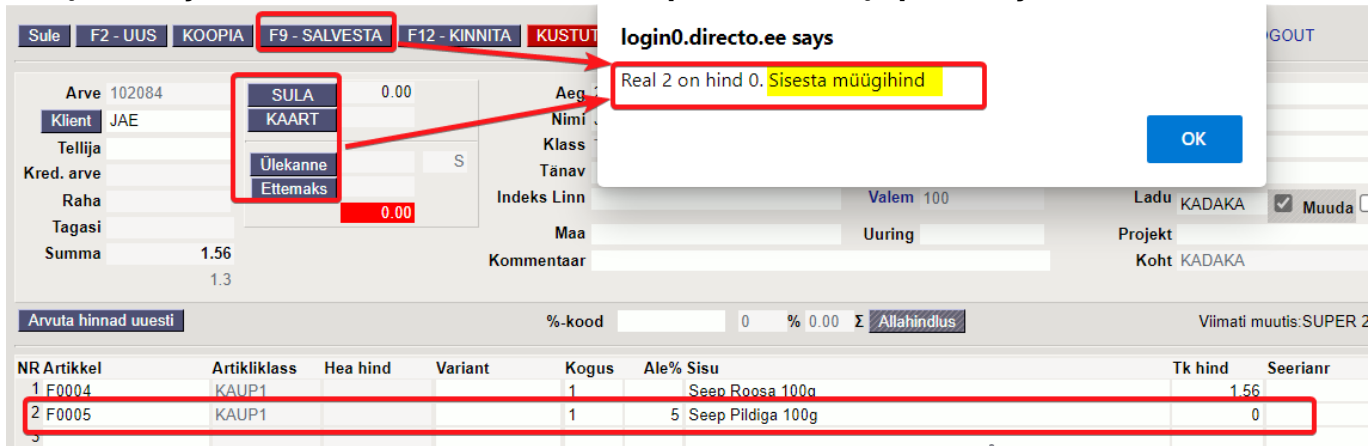 Sule F2 - UUS KOOPIA F9 - SALVESTA F12 - KINNITA KUSTUT
login0.directo.ee says
OGOUT
Real 2 on hind 0. Sisesta müügihind
OK
Arve 102084 SULA 0.00 Aeg
Klient JAE KAART Nimi
Tellija Klass
Ülekanne S
Kred. arve Tänav
Raha Ettemaks Indeks Linn Valem 100 Ladu KADAKA Muuda
0.00
Tagasi Maa Uuring Projekt
Summa 1.56 Kommentaar Koht KADAKA
1.3
Arvuta hinnad uuesti %-kood 0 % 0.00 Σ Allahindlus Viimati muutis:SUPER 2
NR Artikkel Artikliklass Hea hind Variant Kogus Ale% Sisu Tk hind Seerianr
1 F0004 KAUP1 1 Seep Roosa 100g 1.56
2 F0005 KAUP1 1 5 Seep Pildiga 100g 0
3